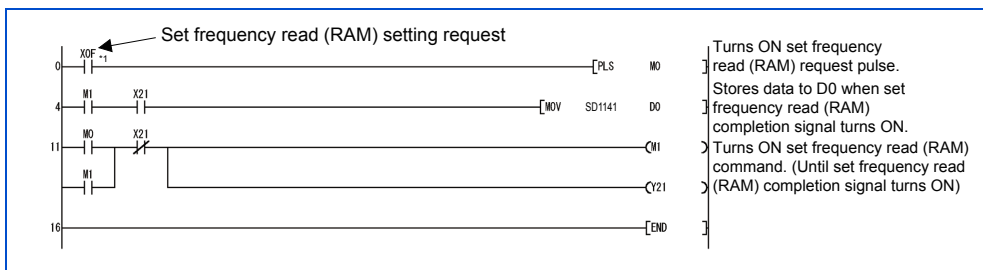 Set frequency read (RAM) setting request
X0F *1
0 [PLS M0 ]
Turns ON set frequency
read (RAM) request pulse.
M1 X21
4 [MOV SD1141 D0 ]
Stores data to D0 when set
frequency read (RAM)
completion signal turns ON.
M0 X21
11 (M1 )
Turns ON set frequency read (RAM)
command. (Until set frequency read
(RAM) completion signal turns ON)
M1
(Y21 )
16 [END ]